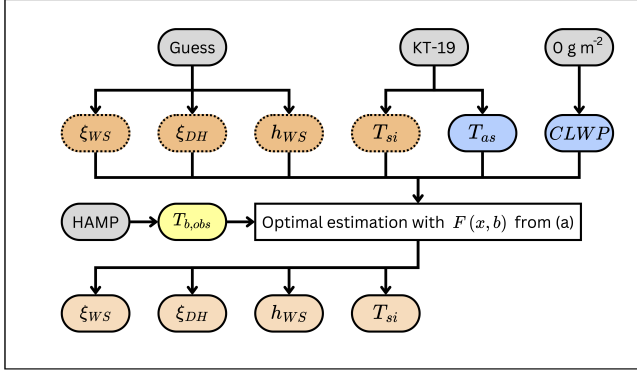 Guess KT-19 0 g m⁻²
ξ_WS ξ_DH h_WS T_si T_as CLWP
HAMP T_b,obs Optimal estimation with F(x,b) from (a)
ξ_WS ξ_DH h_WS T_si